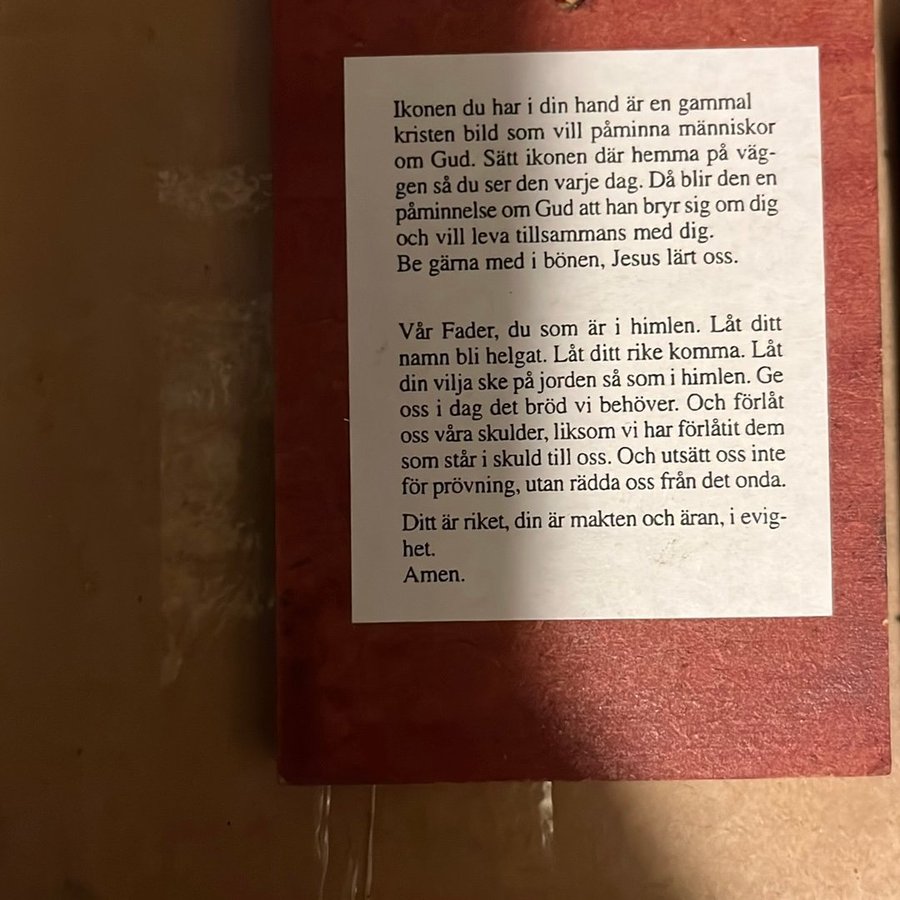 Ikonen du har i din hand är en gammal
kristen bild som vill påminna människor
om Gud. Sätt ikonen där hemma på väg-
gen så du ser den varje dag. Då blir den en
påminnelse om Gud att han bryr sig om dig
och vill leva tillsammans med dig.
Be gärna med i bönen, Jesus lärt oss.
Vår Fader, du som är i himlen. Låt ditt
namn bli helgat. Låt ditt rike komma. Låt
din vilja ske på jorden så som i himlen. Ge
oss i dag det bröd vi behöver. Och förlåt
oss våra skulder, liksom vi har förlåtit dem
som står i skuld till oss. Och utsätt oss inte
för prövning, utan rädda oss från det onda.
Ditt är riket, din är makten och äran, i evig-
het.
Amen.